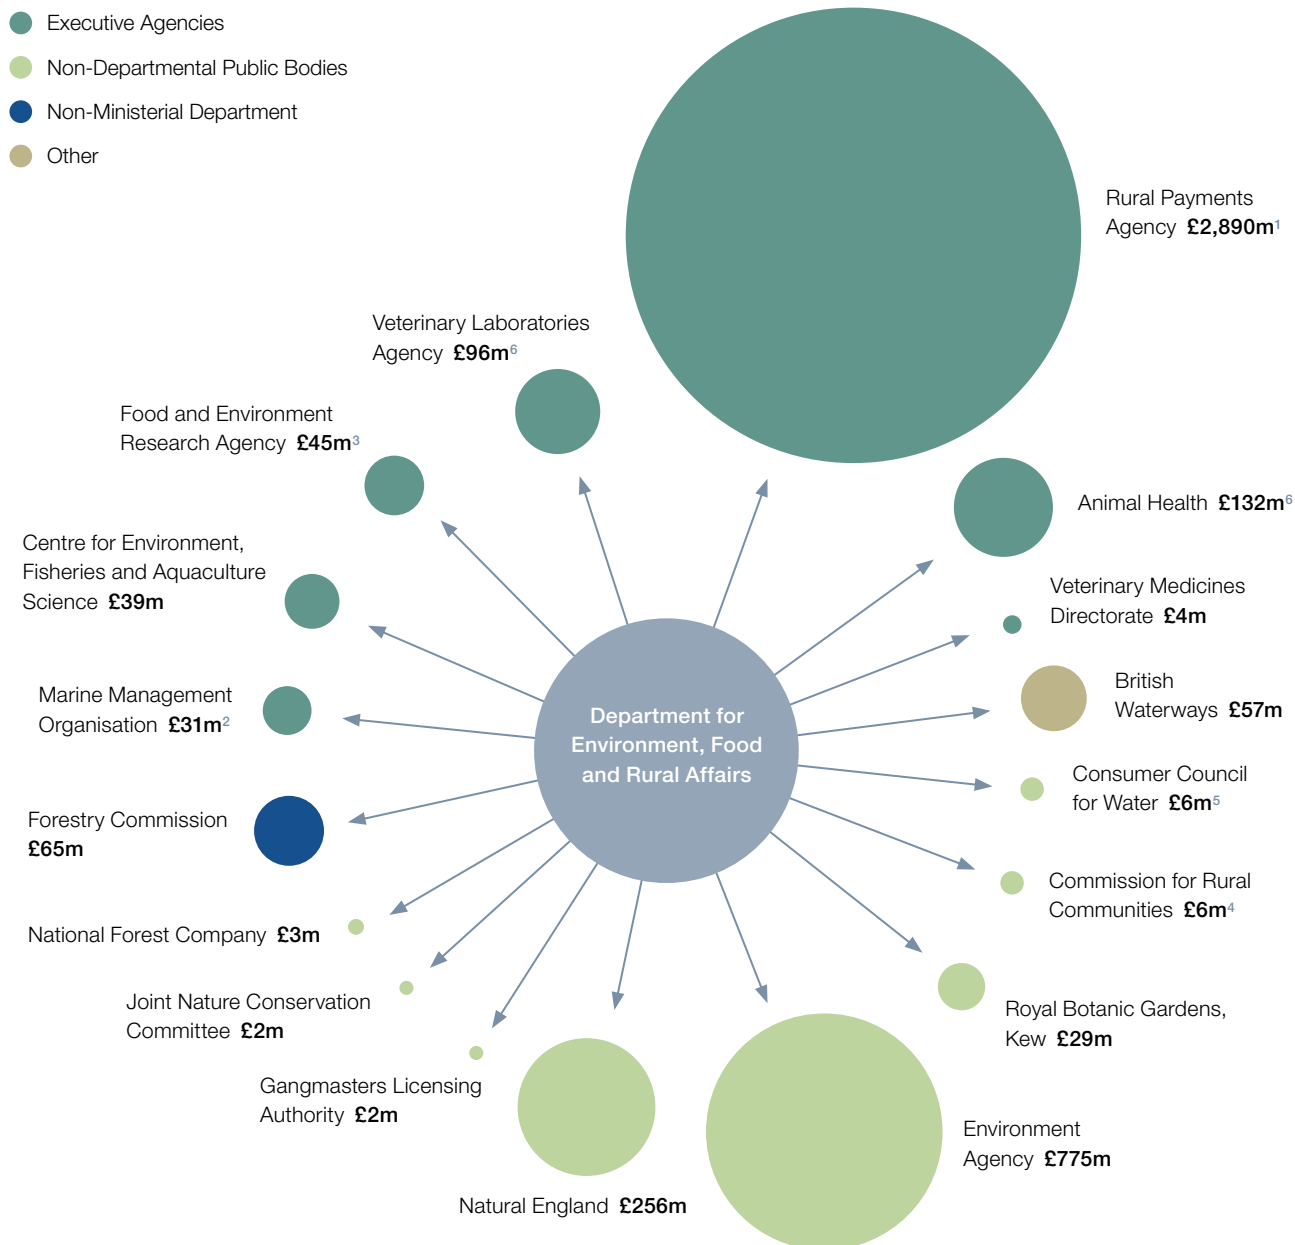 Executive Agencies
Non-Departmental Public Bodies
Non-Ministerial Department
Other
Rural Payments
Agency £2,890m¹
Veterinary Laboratories
Agency £96m⁶
Food and Environment
Research Agency £45m³
Animal Health £132m⁶
Centre for Environment,
Fisheries and Aquaculture
Science £39m
Veterinary Medicines
Directorate £4m
British
Waterways £57m
Marine Management
Organisation £31m²
Department for
Environment, Food
and Rural Affairs
Consumer Council
for Water £6m⁵
Forestry Commission
£65m
Commission for Rural
Communities £6m⁴
National Forest Company £3m
Joint Nature Conservation
Committee £2m
Royal Botanic Gardens,
Kew £29m
Gangmasters Licensing
Authority £2m
Environment
Agency £775m
Natural England £256m